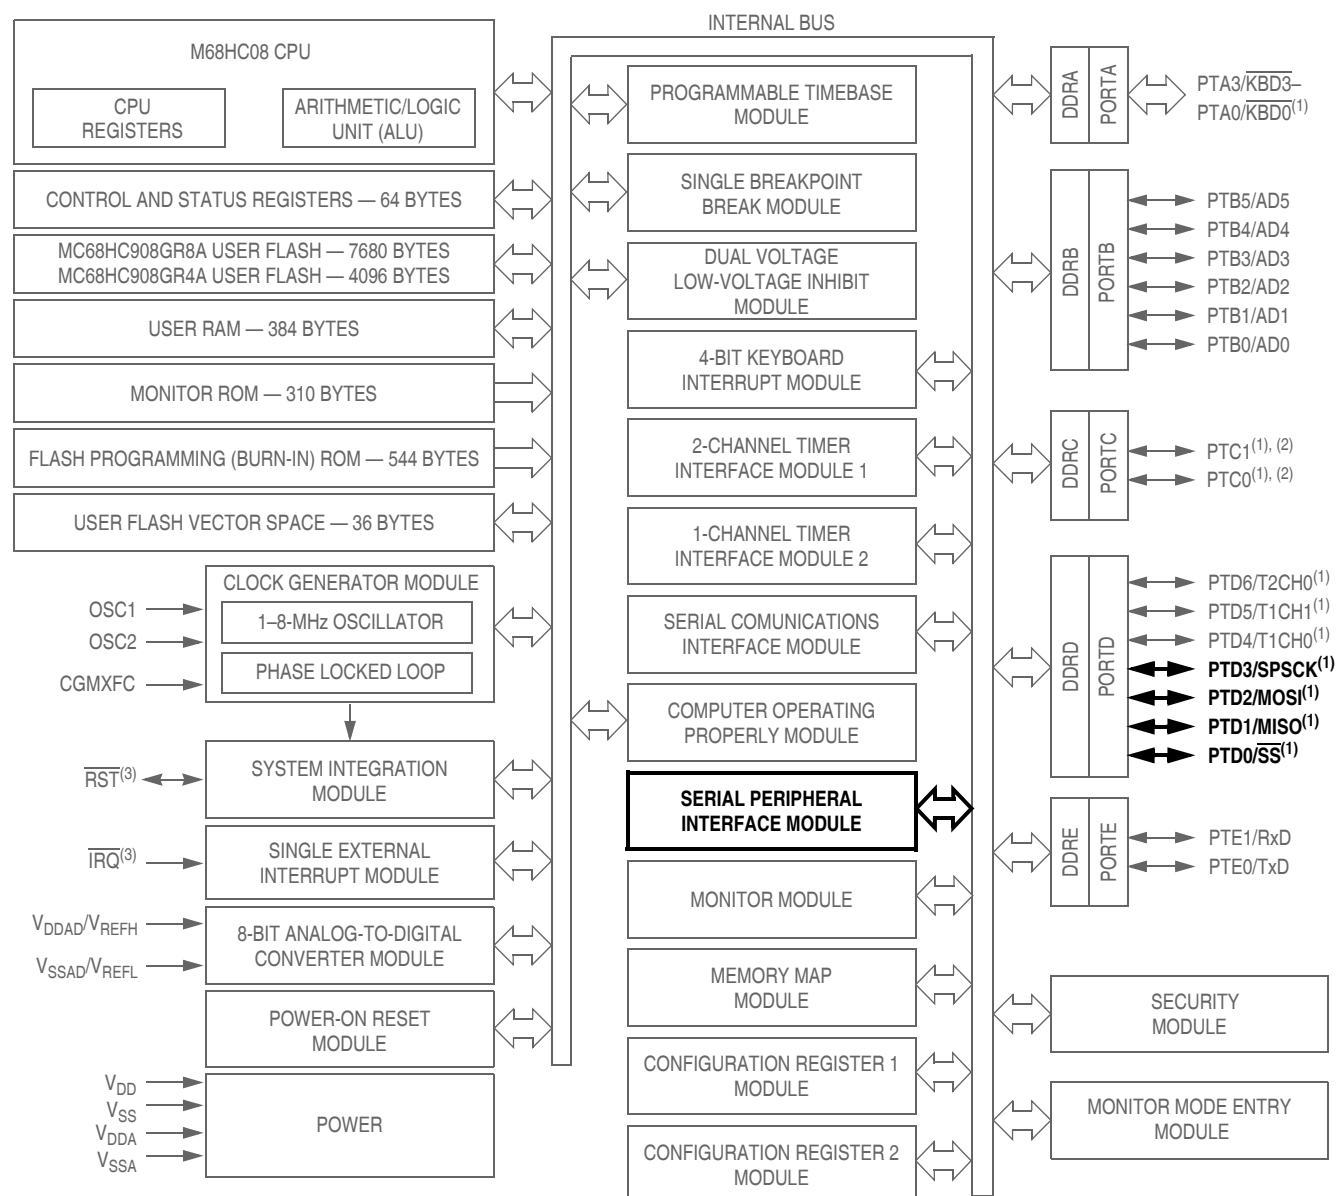 INTERNAL BUS
M68HC08 CPU
CPU
REGISTERS
ARITHMETIC/LOGIC
UNIT (ALU)
CONTROL AND STATUS REGISTERS — 64 BYTES
MC68HC908GR8A USER FLASH — 7680 BYTES
MC68HC908GR4A USER FLASH — 4096 BYTES
USER RAM — 384 BYTES
MONITOR ROM — 310 BYTES
FLASH PROGRAMMING (BURN-IN) ROM — 544 BYTES
USER FLASH VECTOR SPACE — 36 BYTES
CLOCK GENERATOR MODULE
1–8-MHz OSCILLATOR
PHASE LOCKED LOOP
OSC1
OSC2
CGMXFC
SYSTEM INTEGRATION
MODULE
RST(3)
SINGLE EXTERNAL
INTERRUPT MODULE
IRQ(3)
8-BIT ANALOG-TO-DIGITAL
CONVERTER MODULE
VDDAD/VREFH
VSSAD/VREFL
POWER-ON RESET
MODULE
POWER
VDD
VSS
VDDA
VSSA
PROGRAMMABLE TIMEBASE
MODULE
SINGLE BREAKPOINT
BREAK MODULE
DUAL VOLTAGE
LOW-VOLTAGE INHIBIT
MODULE
4-BIT KEYBOARD
INTERRUPT MODULE
2-CHANNEL TIMER
INTERFACE MODULE 1
1-CHANNEL TIMER
INTERFACE MODULE 2
SERIAL COMUNICATIONS
INTERFACE MODULE
COMPUTER OPERATING
PROPERLY MODULE
SERIAL PERIPHERAL
INTERFACE MODULE
MONITOR MODULE
MEMORY MAP
MODULE
CONFIGURATION REGISTER 1
MODULE
CONFIGURATION REGISTER 2
MODULE
DDRA
PORTA
PTA3/KBD3–
PTA0/KBD0(1)
DDRB
PORTB
PTB5/AD5
PTB4/AD4
PTB3/AD3
PTB2/AD2
PTB1/AD1
PTB0/AD0
DDRC
PORTC
PTC1(1), (2)
PTC0(1), (2)
DDRD
PORTD
PTD6/T2CH0(1)
PTD5/T1CH1(1)
PTD4/T1CH0(1)
PTD3/SPSCK(1)
PTD2/MOSI(1)
PTD1/MISO(1)
PTD0/SS(1)
DDRE
PORTE
PTE1/RxD
PTE0/TxD
SECURITY
MODULE
MONITOR MODE ENTRY
MODULE